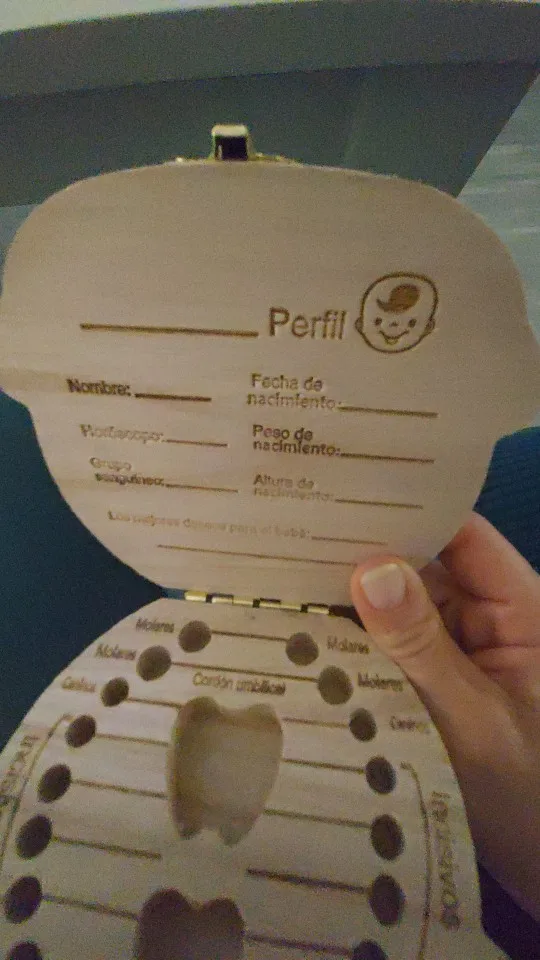 Perfil
Nombre:
Fecha de
nacimiento:
Horóscopo:
Peso de
nacimiento:
Grupo
sanguíneo:
Altura de
nacimiento:
Los mejores deseos para el bebé:
Molares
Molares
Molares
Molares
Cordón umbilical
Caninos
Caninos
Incisivos